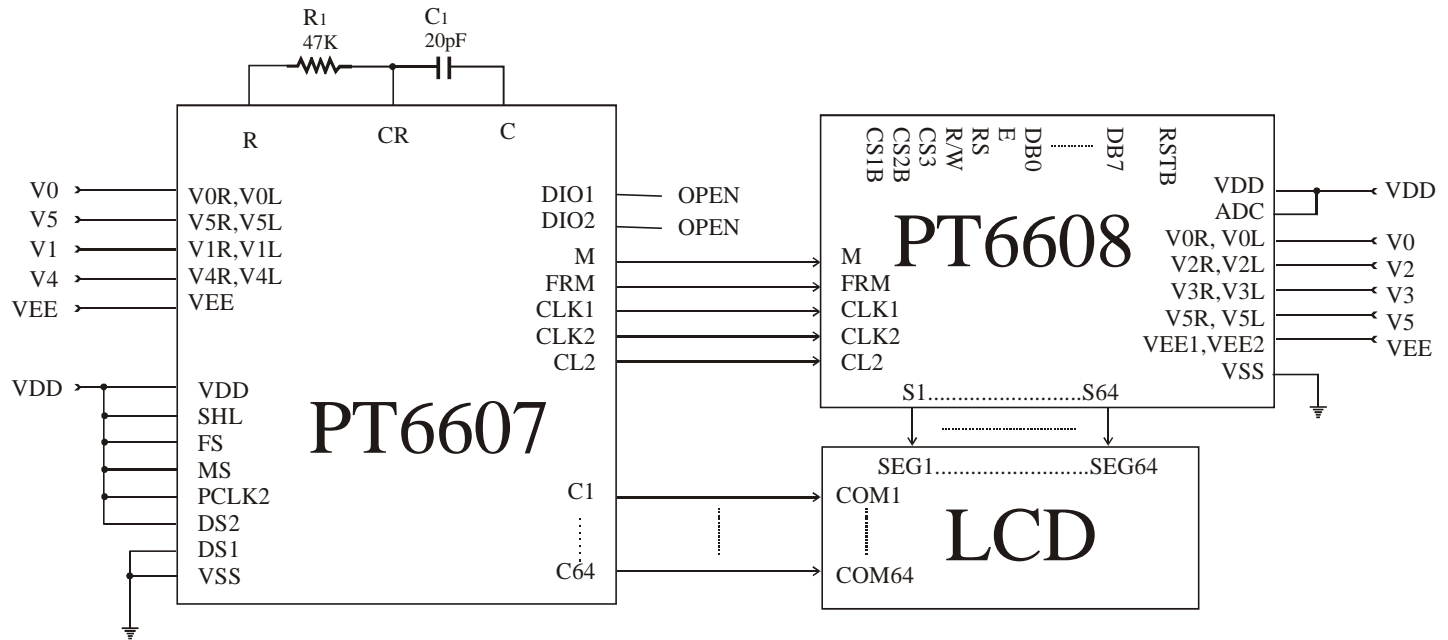 R1
47K
C1
20pF
R
CR
C
V0
V5
V1
V4
VEE
V0R,V0L
V5R,V5L
V1R,V1L
V4R,V4L
VEE
VDD
VDD
SHL
FS
MS
PCLK2
DS2
DS1
VSS
PT6607
DIO1
OPEN
DIO2
OPEN
M
FRM
CLK1
CLK2
CL2
C1
C64
CS1B
CS2B
CS3
R/W
RS
E
DB0
DB7
RSTB
PT6608
M
FRM
CLK1
CLK2
CL2
VDD
ADC
V0R, V0L
V2R,V2L
V3R,V3L
V5R, V5L
VEE1,VEE2
VSS
VDD
V0
V2
V3
V5
VEE
S1.........................S64
SEG1.........................SEG64
COM1
COM64
LCD